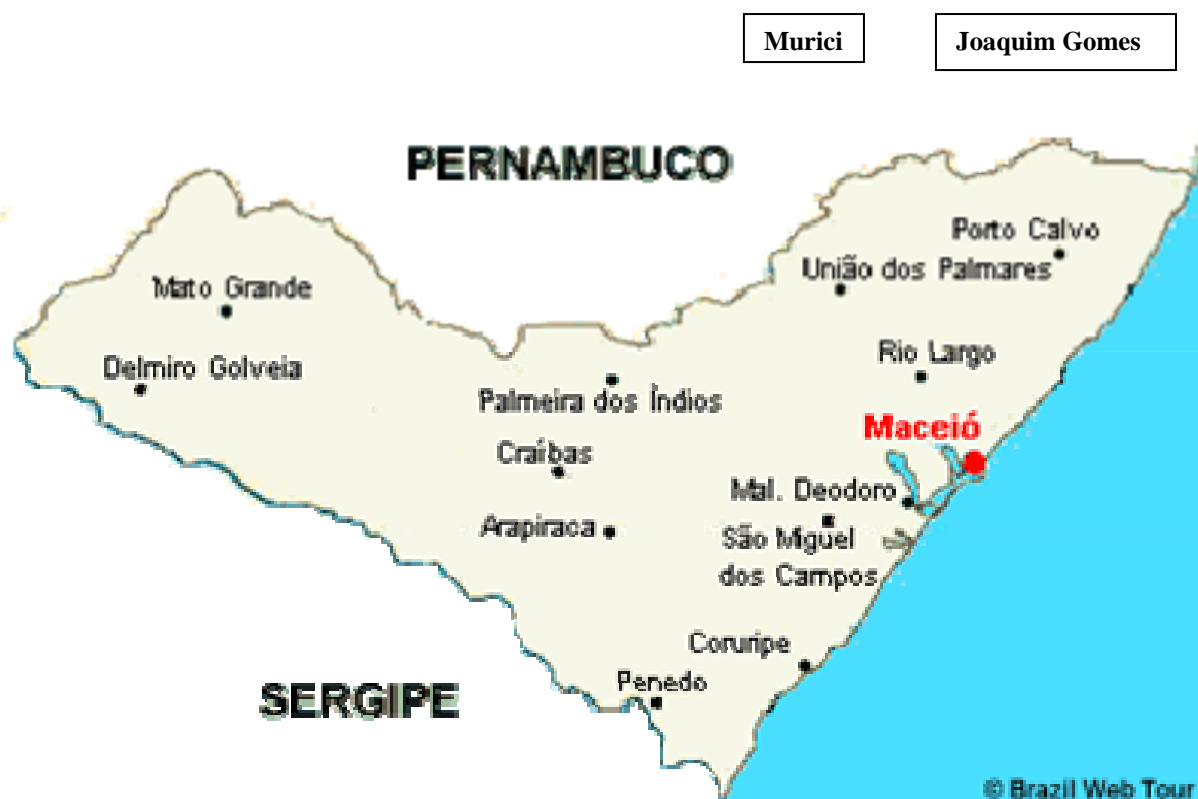 Murici
Joaquim Gomes
PERNAMBUCO
Porto Calvo
União dos Palmares
Mato Grande
Rio Largo
Delmiro Golveia
Palmeira dos Índios
Maceió
Craíbas
Mal. Deodoro
Arapiraca
São Miguel
dos Campos
Coruripe
Penedo
SERGIPE
© Brazil Web Tour